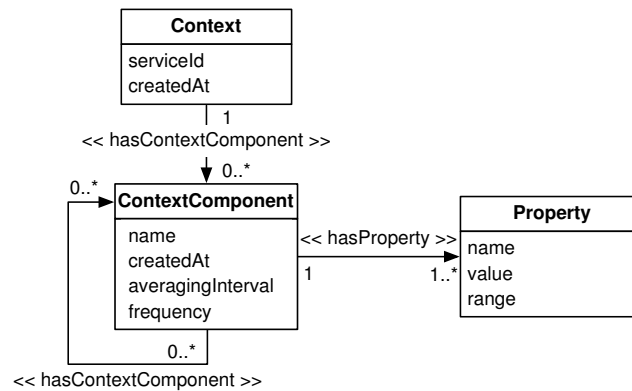 Context
serviceId
createdAt
1
<< hasContextComponent >>
0..*
0..*
ContextComponent
name
createdAt
averagingInterval
frequency
<< hasProperty >>
1
1..*
Property
name
value
range
0..*
<< hasContextComponent >>